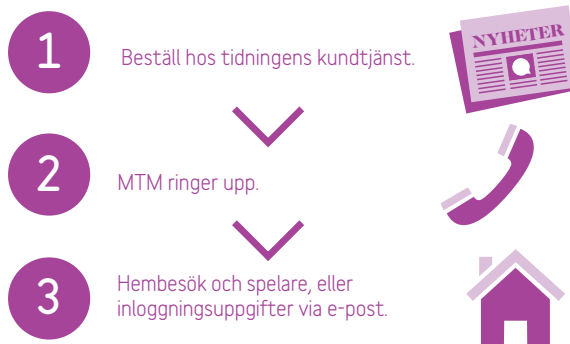 1
Beställ hos tidningens kundtjänst.
NYHETER
2
MTM ringer upp.
3
Hembesök och spelare, eller
inloggningsuppgifter via e-post.